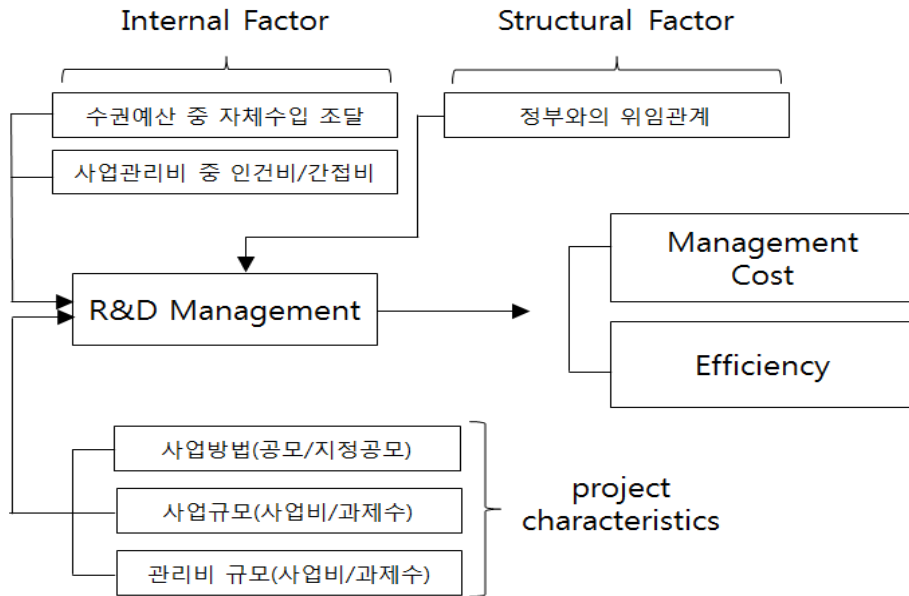 Internal Factor
Structural Factor
수권예산 중 자체수입 조달
정부와의 위임관계
사업관리비 중 인건비/간접비
Management
Cost
R&D Management
Efficiency
사업방법(공모/지정공모)
사업규모(사업비/과제수)
관리비 규모(사업비/과제수)
project
characteristics